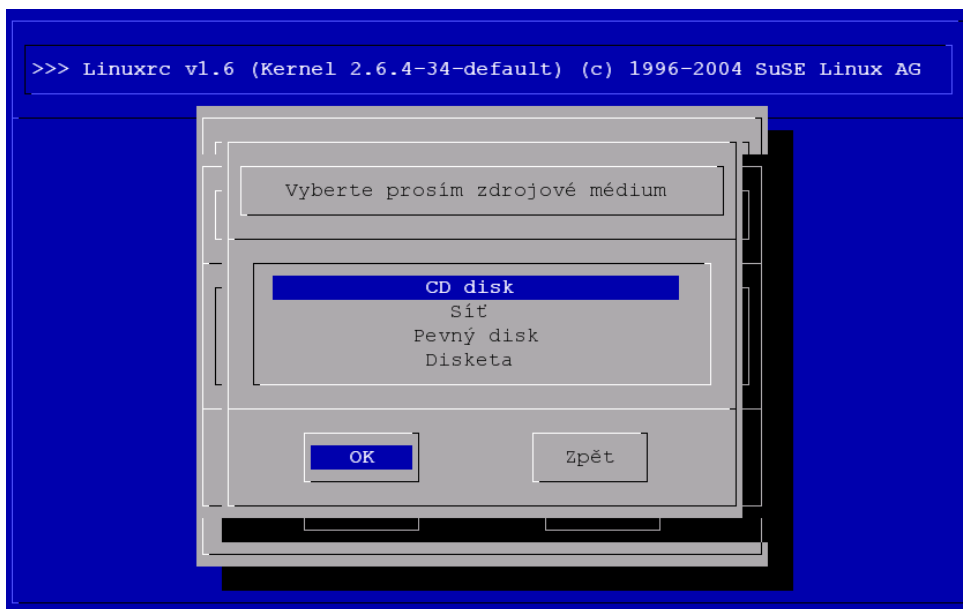 >>> Linuxrc v1.6 (Kernel 2.6.4-34-default) (c) 1996-2004 SuSE Linux AG
Vyberte prosím zdrojové médium
CD disk
Síť
Pevný disk
Disketa
OK Zpět